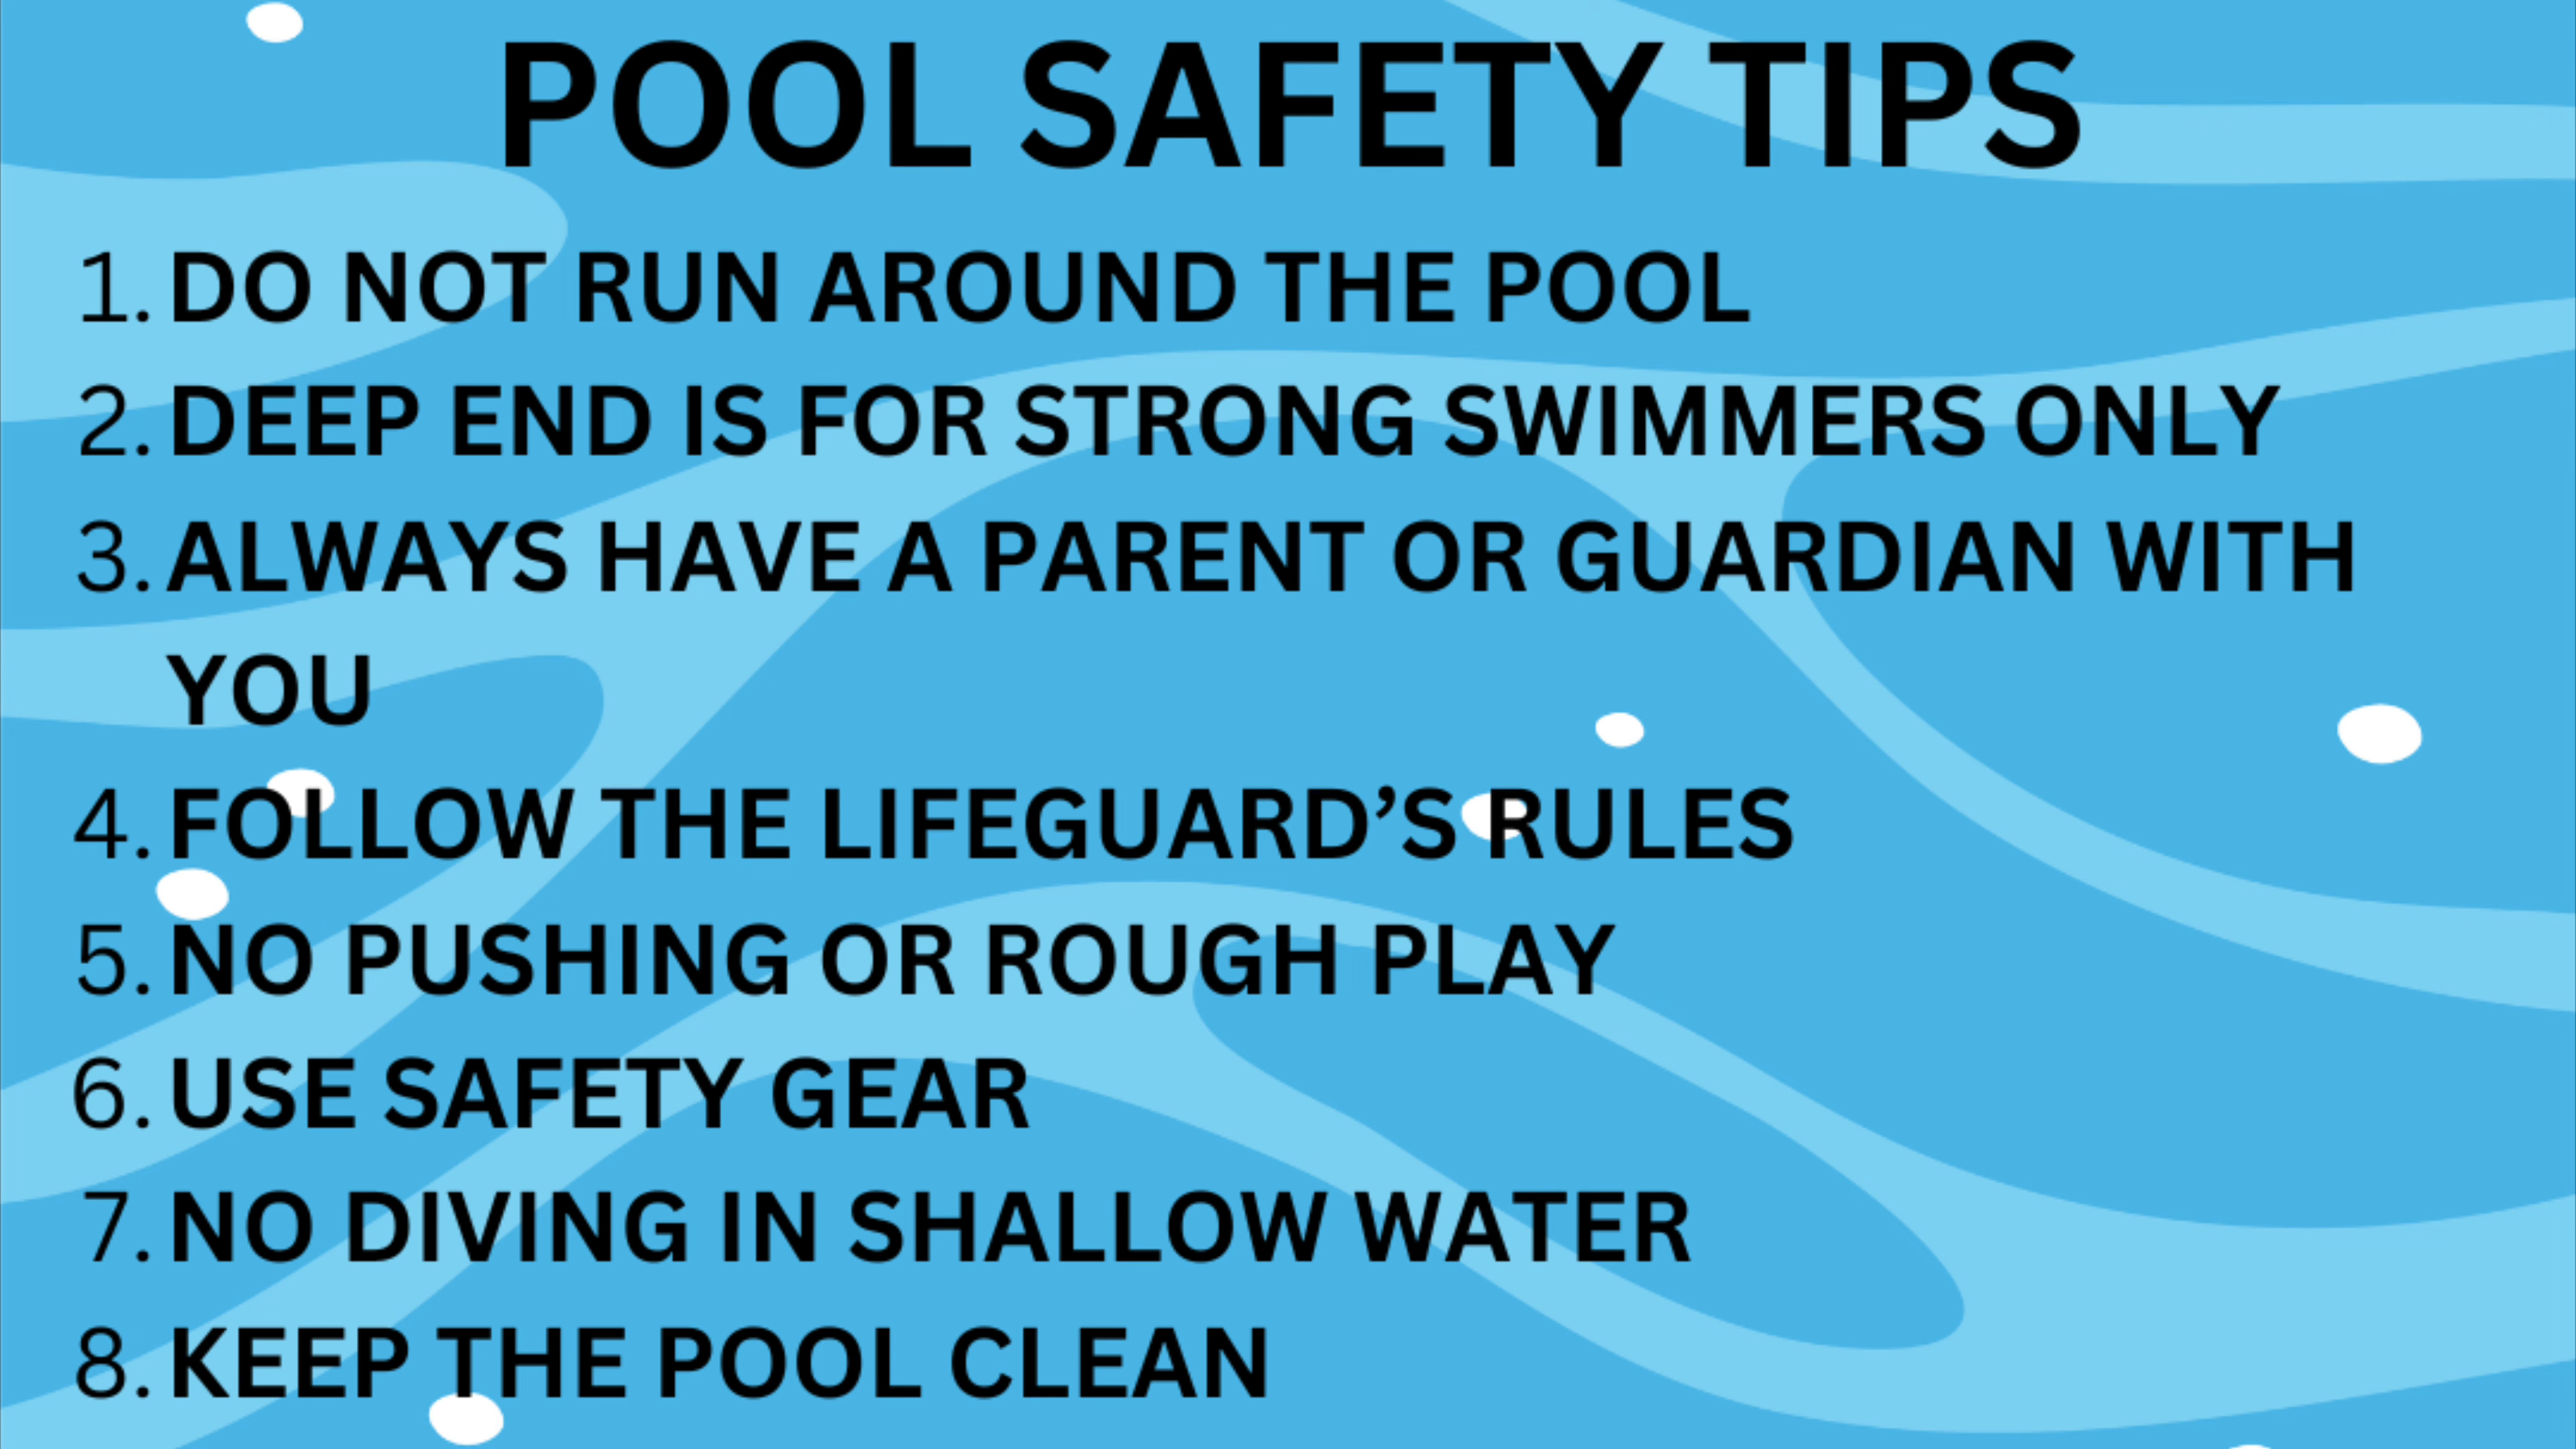 POOL SAFETY TIPS
1. DO NOT RUN AROUND THE POOL
2. DEEP END IS FOR STRONG SWIMMERS ONLY
3. ALWAYS HAVE A PARENT OR GUARDIAN WITH
YOU
4. FOLLOW THE LIFEGUARD’S RULES
5. NO PUSHING OR ROUGH PLAY
6. USE SAFETY GEAR
7. NO DIVING IN SHALLOW WATER
8. KEEP THE POOL CLEAN